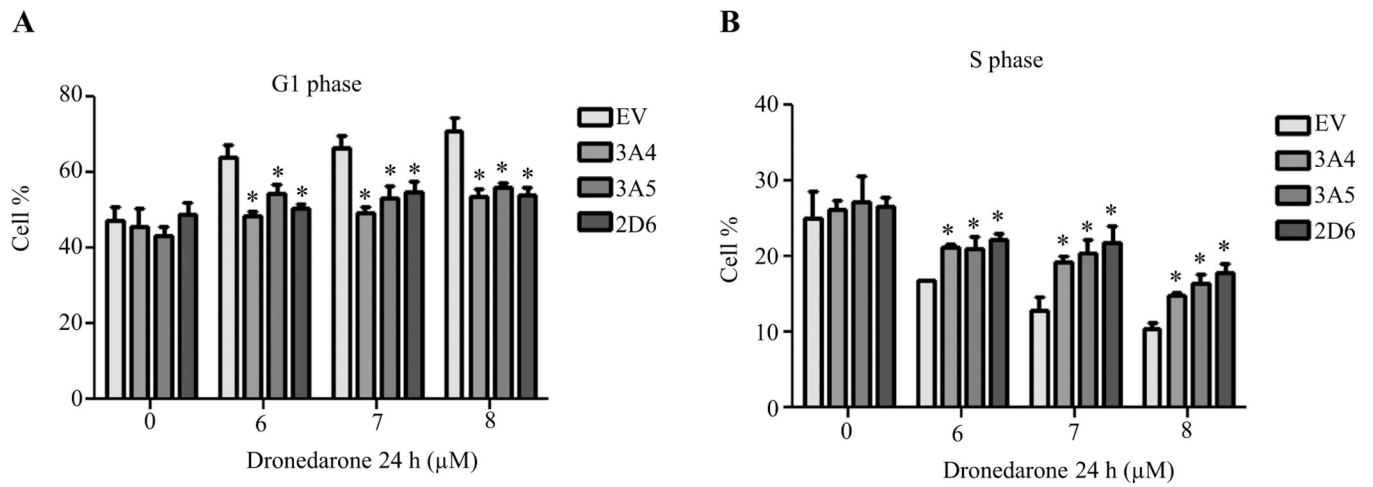 A
G1 phase
80
60
40
20
0
Cell %
* * *
* * *
* * *
0 6 7 8
Dronedarone 24 h (µM)
EV
3A4
3A5
2D6
B
S phase
40
30
20
10
0
Cell %
* * *
* * *
* * *
0 6 7 8
Dronedarone 24 h (µM)
EV
3A4
3A5
2D6